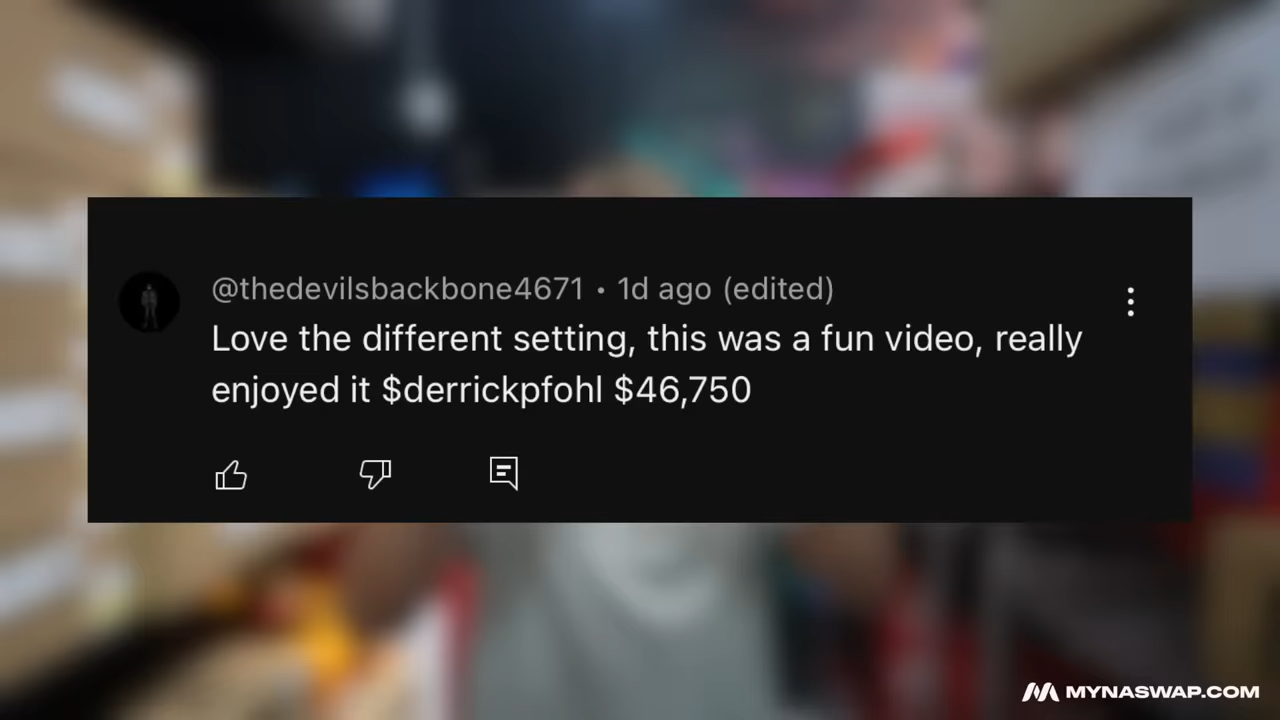 @thedevilsbackbone4671 • 1d ago (edited)
Love the different setting, this was a fun video, really
enjoyed it $derrickpfohl $46,750
MYNASWAP.COM